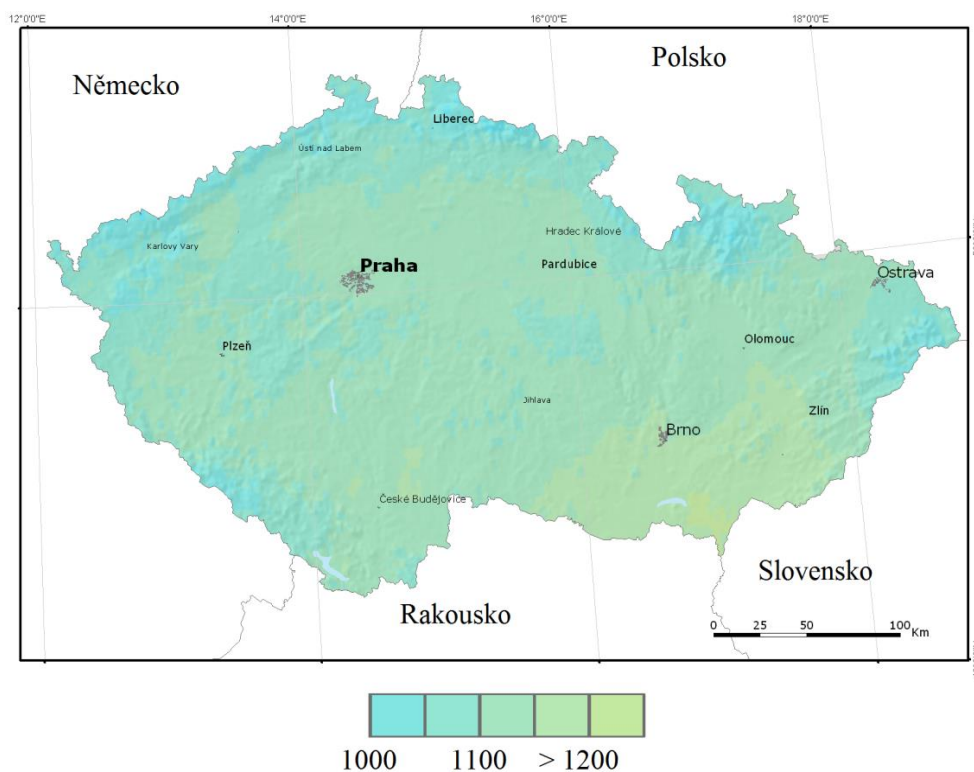 12°0'0"E
14°0'0"E
16°0'0"E
18°0'0"E
Německo
Polsko
Liberec
Ústí nad Labem
Karlovy Vary
Hradec Králové
Praha
Pardubice
Ostrava
Plzeň
Olomouc
Jihlava
Zlín
Brno
České Budějovice
Slovensko
Rakousko
0 25 50 100 Km
1000 1100 > 1200